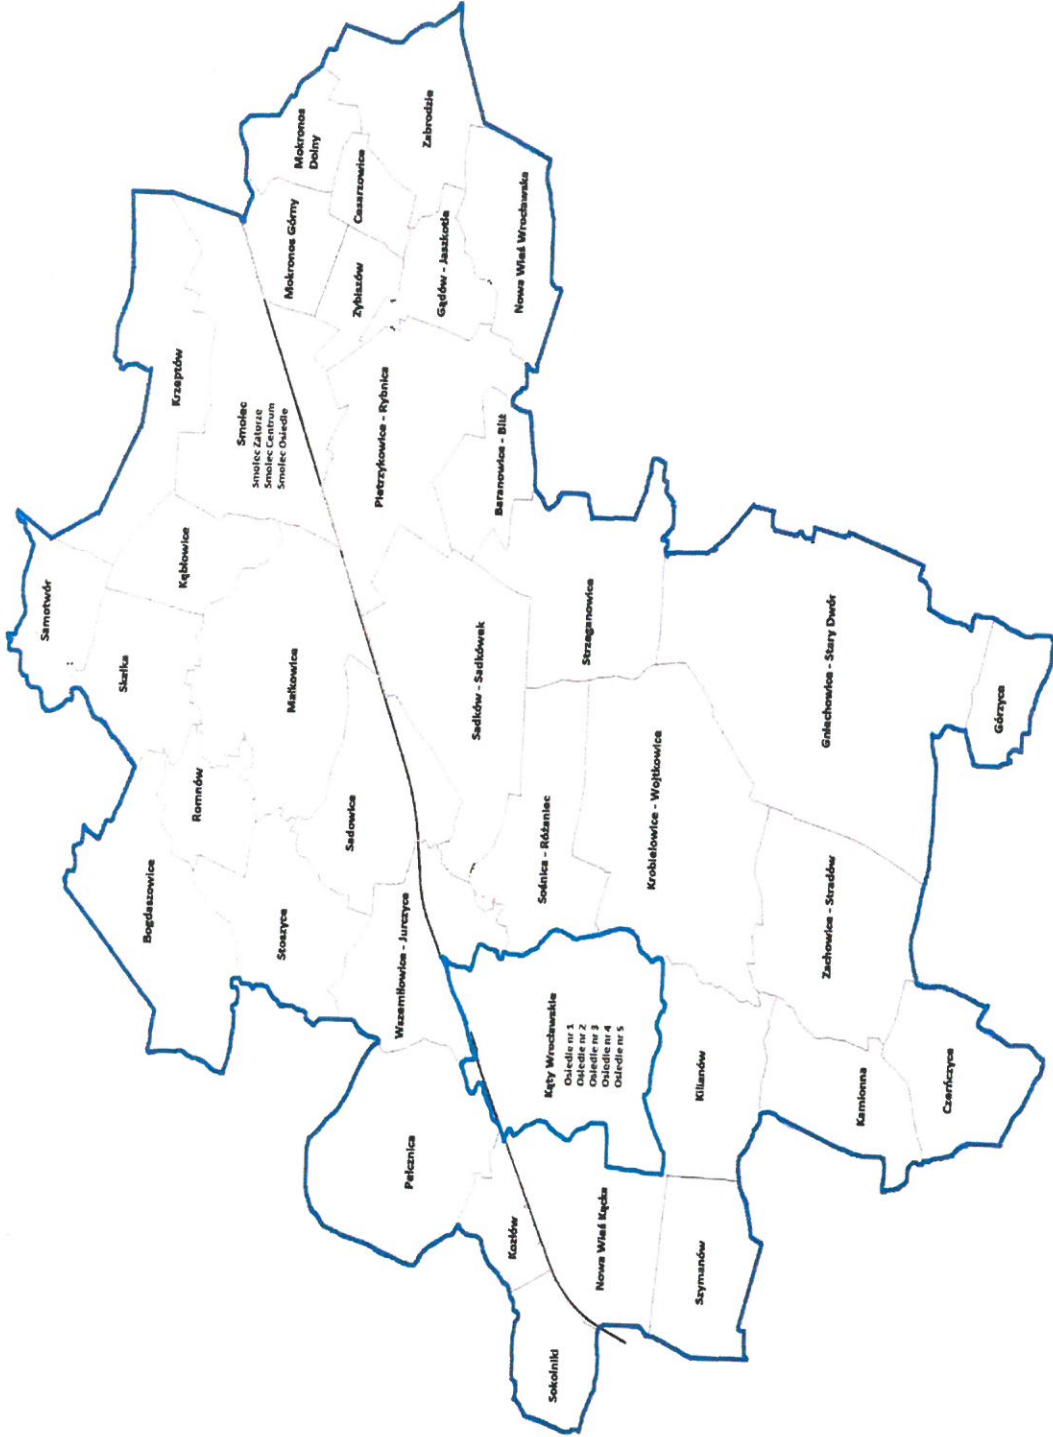 Samotwór
Skałka
Bogdaszowice
Krzeptów
Kębłowice
Romnów
Smolec
Smolec Zatorze
Smolec Centrum
Smolec Osiedle
Stoszyce
Małkowice
Mokronos Górny
Mokronos
Dolny
Sadowice
Zybiszów
Cesarzowice
Pietrzykowice - Rybnica
Wszemiłowice - Jurczyce
Pełcznica
Zabrodzie
Gądów - Jaszkotle
Sadków - Sadkówek
Baranowice - Bliż
Kozłów
Nowa Wieś Wrocławska
Sośnica - Różaniec
Kąty Wrocławskie
Osiedle nr 1
Osiedle nr 2
Osiedle nr 3
Osiedle nr 4
Osiedle nr 5
Sokolniki
Strzeganowice
Nowa Wieś Kącka
Krobielowice - Wojtkowice
Szymanów
Kilianów
Zachowice - Stradów
Gniechowice - Stary Dwór
Kamionna
Czerńczyce
Górzyce